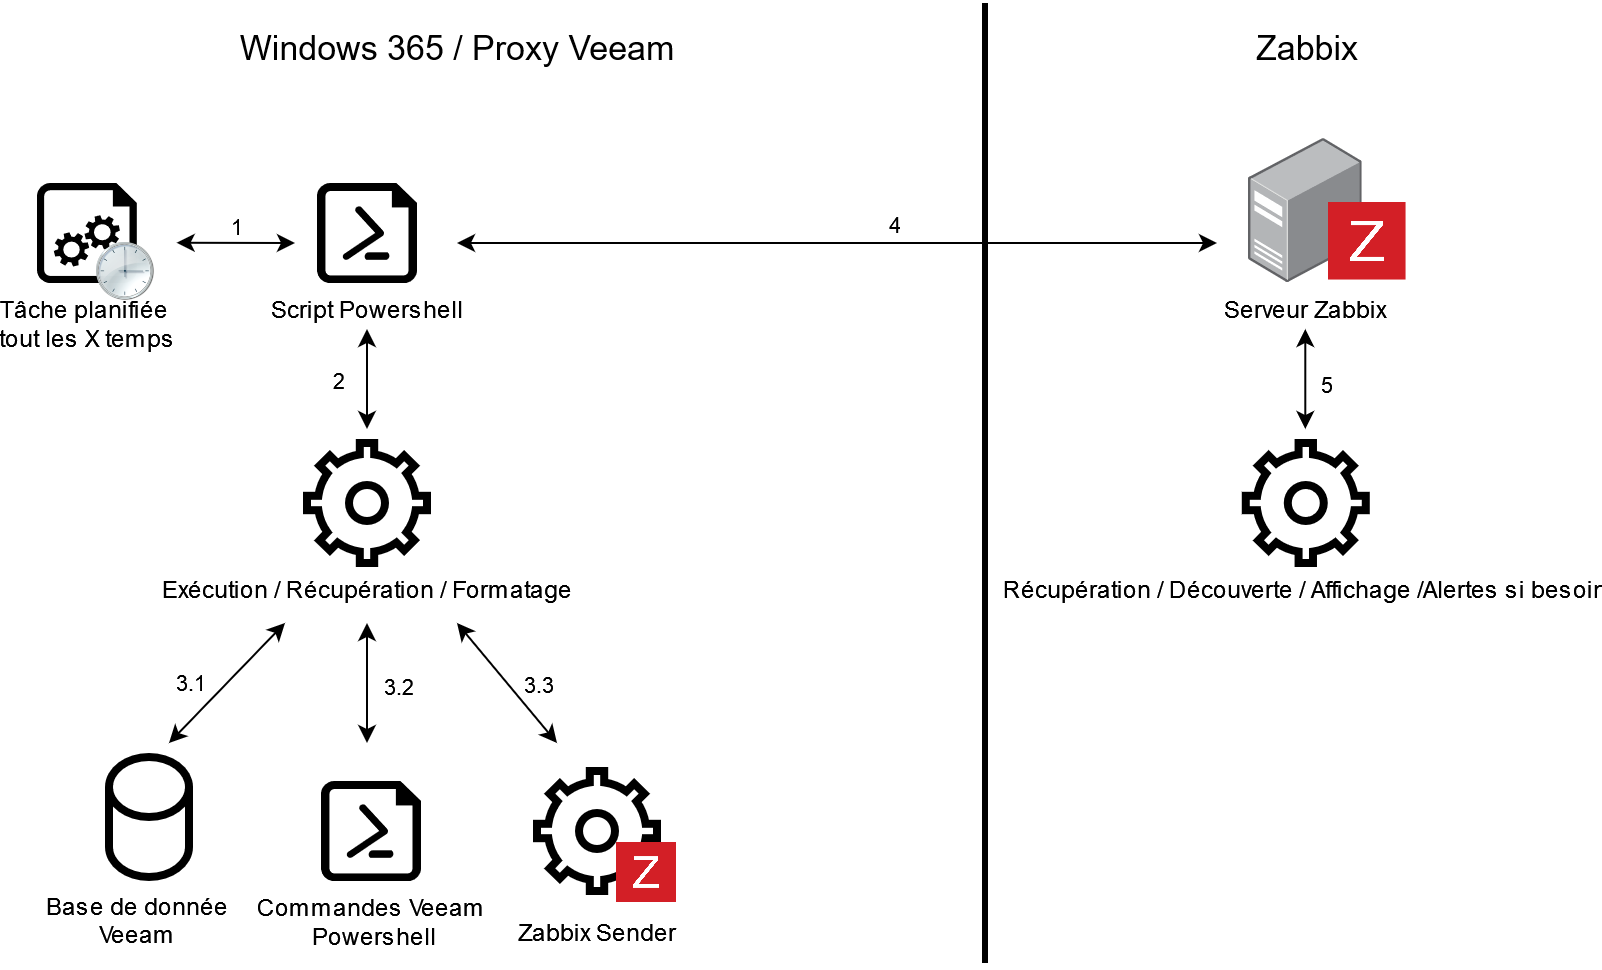 Windows 365 / Proxy Veeam
Zabbix
1
4
Z
Tâche planifiée
tout les X temps
Script Powershell
Serveur Zabbix
2
5
Exécution / Récupération / Formatage
Récupération / Découverte / Affichage /Alertes si besoir
3.1
3.2
3.3
Z
Base de donnée
Veeam
Commandes Veeam
Powershell
Zabbix Sender